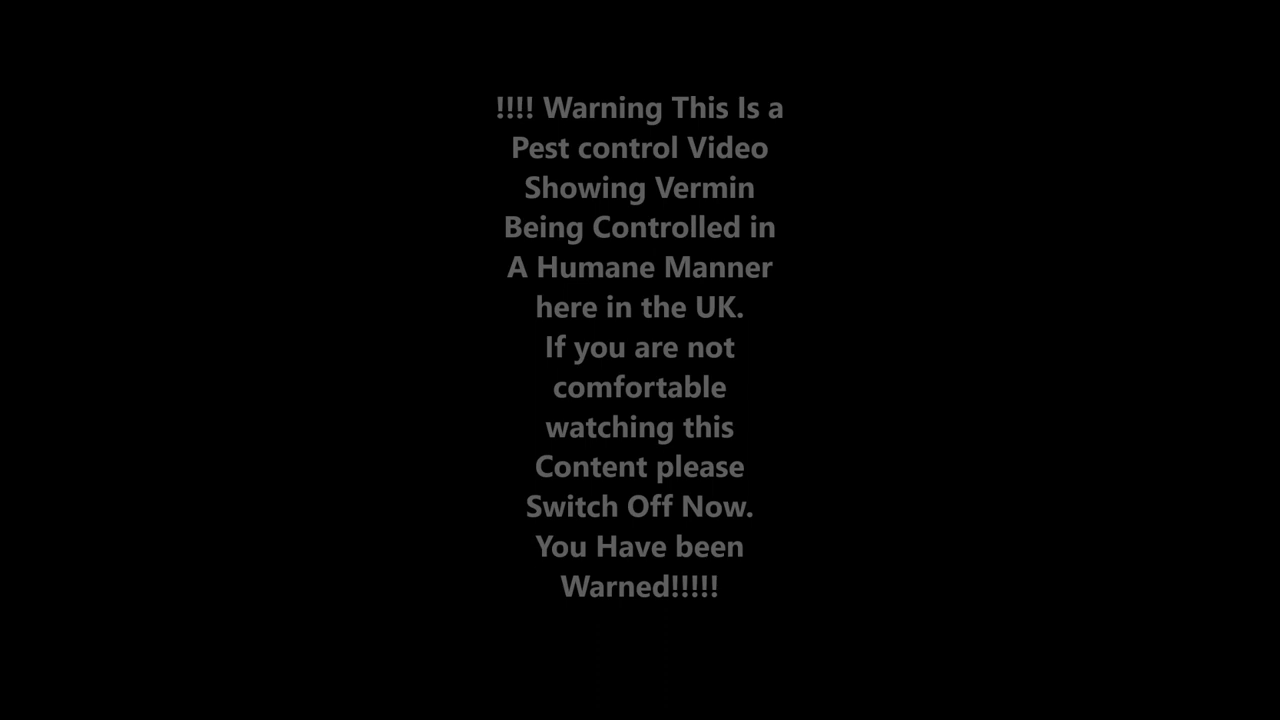 !!!! Warning This Is a
Pest control Video
Showing Vermin
Being Controlled in
A Humane Manner
here in the UK.
If you are not
comfortable
watching this
Content please
Switch Off Now.
You Have been
Warned!!!!!